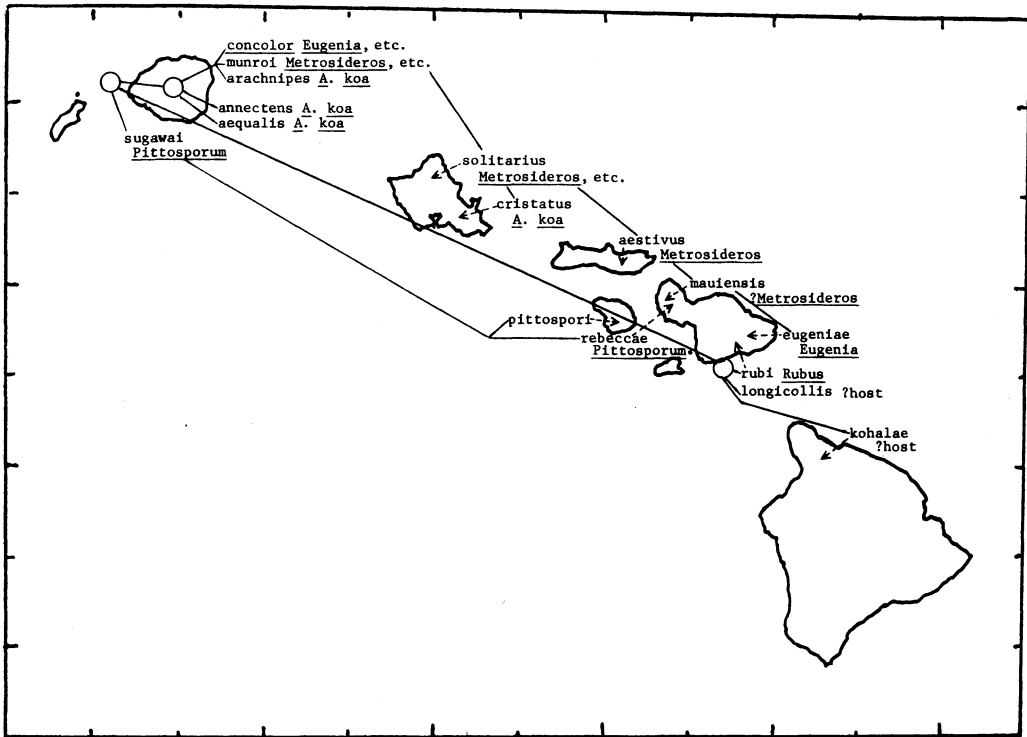 concolor Eugenia, etc.
munroi Metrosideros, etc.
arachnipes A. koa
annectens A. koa
aequalis A. koa
sugawai
Pittosporum
solitarius
Metrosideros, etc.
cristatus
A. koa
aestivus
Metrosideros
mauiensis
?Metrosideros
pittospori
rebeccae
Pittosporum
eugeniae
Eugenia
rubi Rubus
longicollis ?host
kohalae
?host